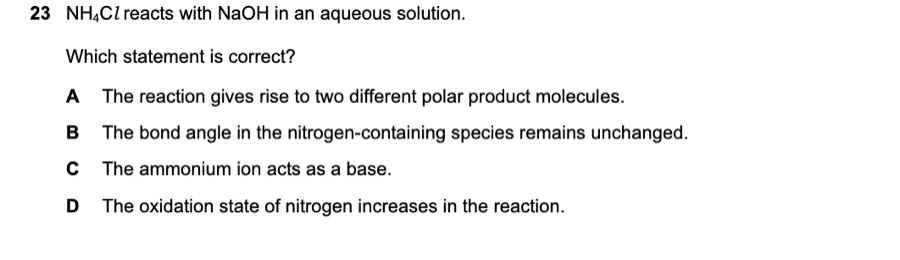 23 NH₄Cl reacts with NaOH in an aqueous solution.
Which statement is correct?
A The reaction gives rise to two different polar product molecules.
B The bond angle in the nitrogen-containing species remains unchanged.
C The ammonium ion acts as a base.
D The oxidation state of nitrogen increases in the reaction.